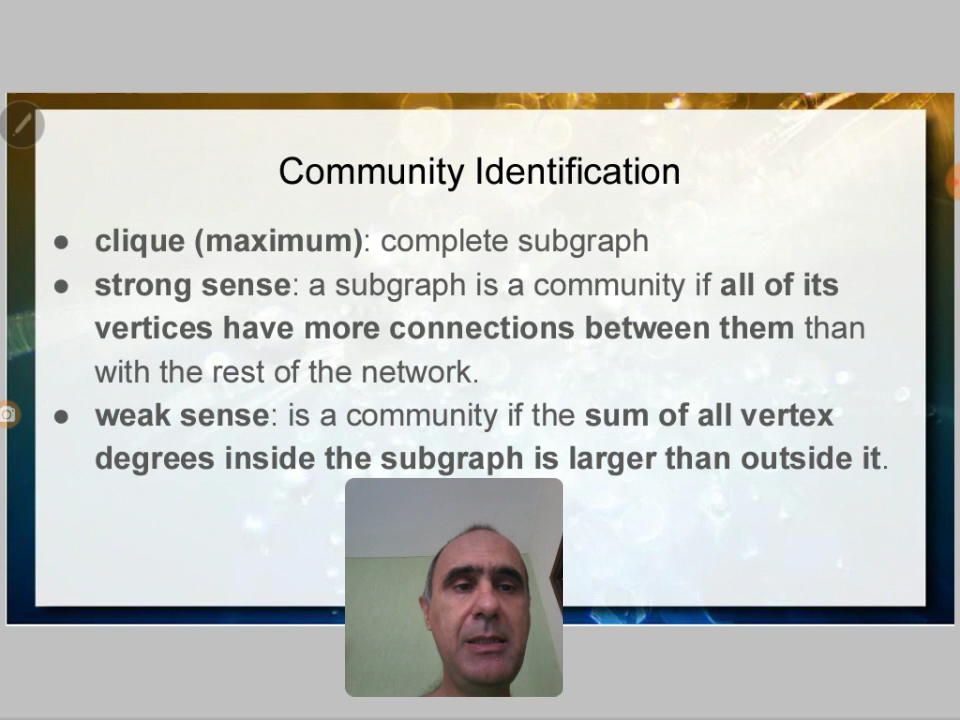 Community Identification
● clique (maximum): complete subgraph
● strong sense: a subgraph is a community if all of its
vertices have more connections between them than
with the rest of the network.
● weak sense: is a community if the sum of all vertex
degrees inside the subgraph is larger than outside it.